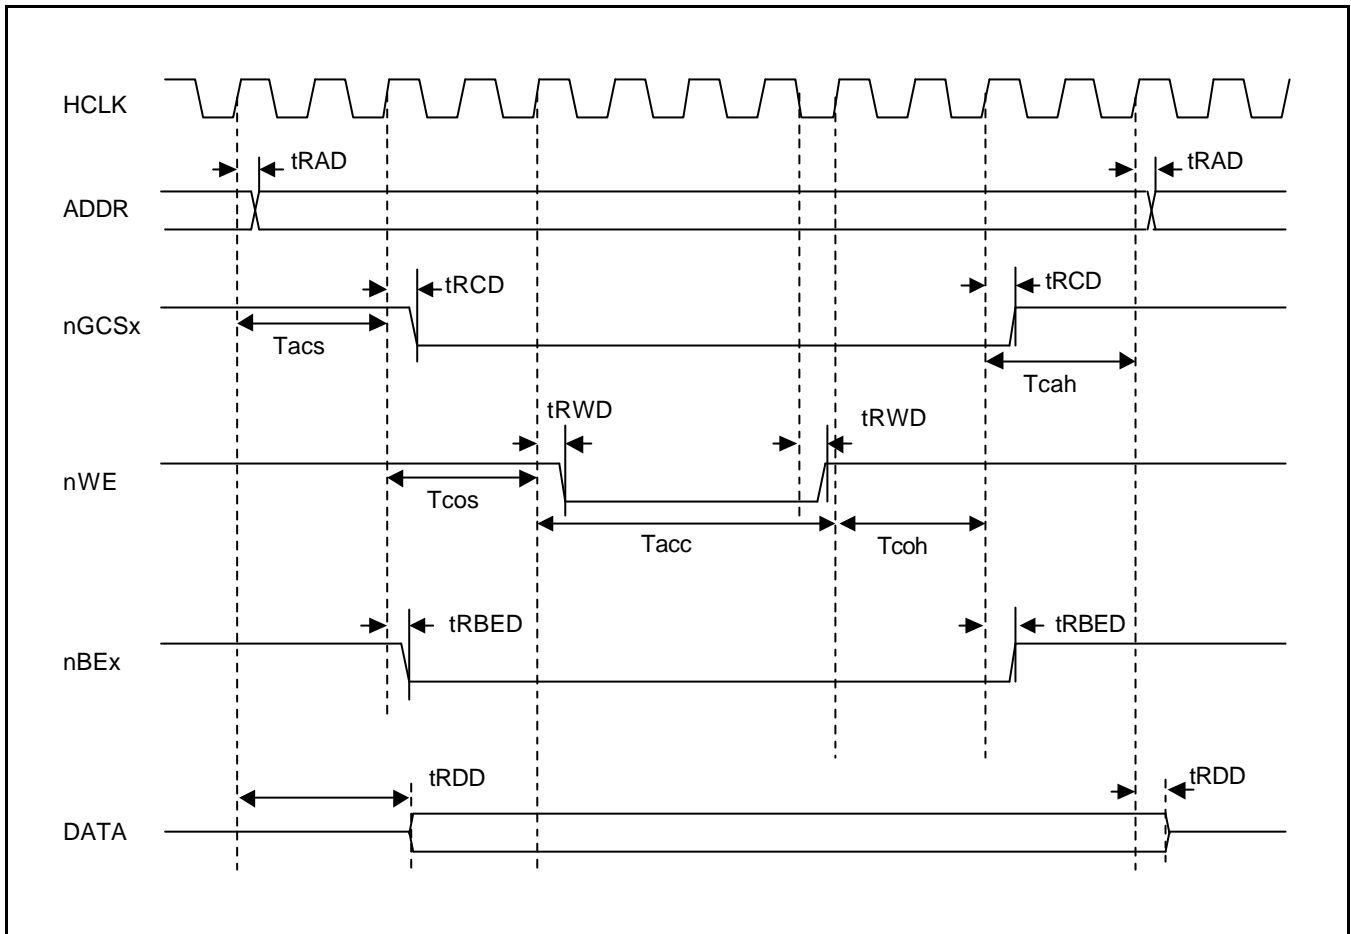 HCLK
tRAD
tRAD
ADDR
tRCD
tRCD
nGCSx
Tacs
Tcah
tRWD
tRWD
nWE
Tcos
Tacc
Tcoh
tRBED
tRBED
nBEx
tRDD
tRDD
DATA